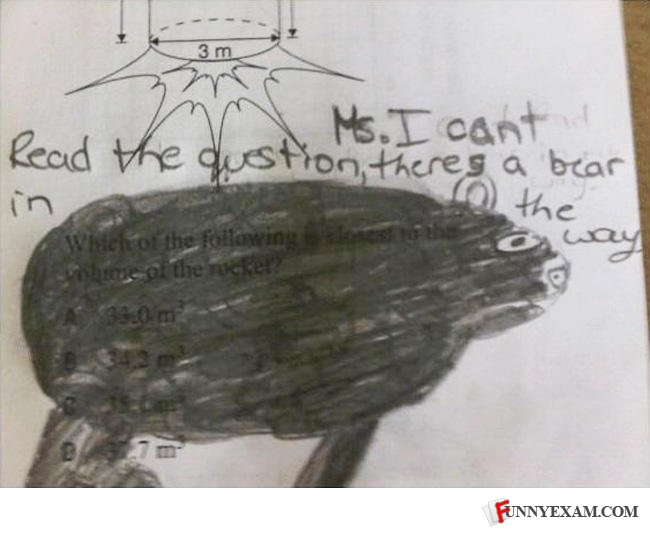 3 m
Ms. I cant
Read the question, theres a bear
in the
way
Which of the following is closest to the
volume of the rocket?
A 33.0 m³
B 34.2 m³
C
D .7 m³
FUNNYEXAM.COM